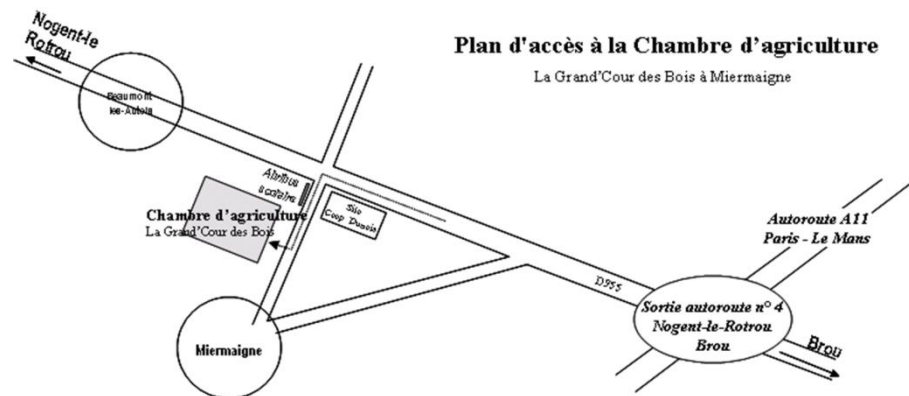 Nogent-le
Rotrou
Plan d'accès à la Chambre d'agriculture
La Grand'Cour des Bois à Miermaigne
Beaumont
les-Autels
Abribus
scolaire
Silo
Coop Dunois
Chambre d'agriculture
La Grand'Cour des Bois
Autoroute A11
Paris - Le Mans
D955
Sortie autoroute n° 4
Nogent-le-Rotrou
Brou
Brou
Miermaigne